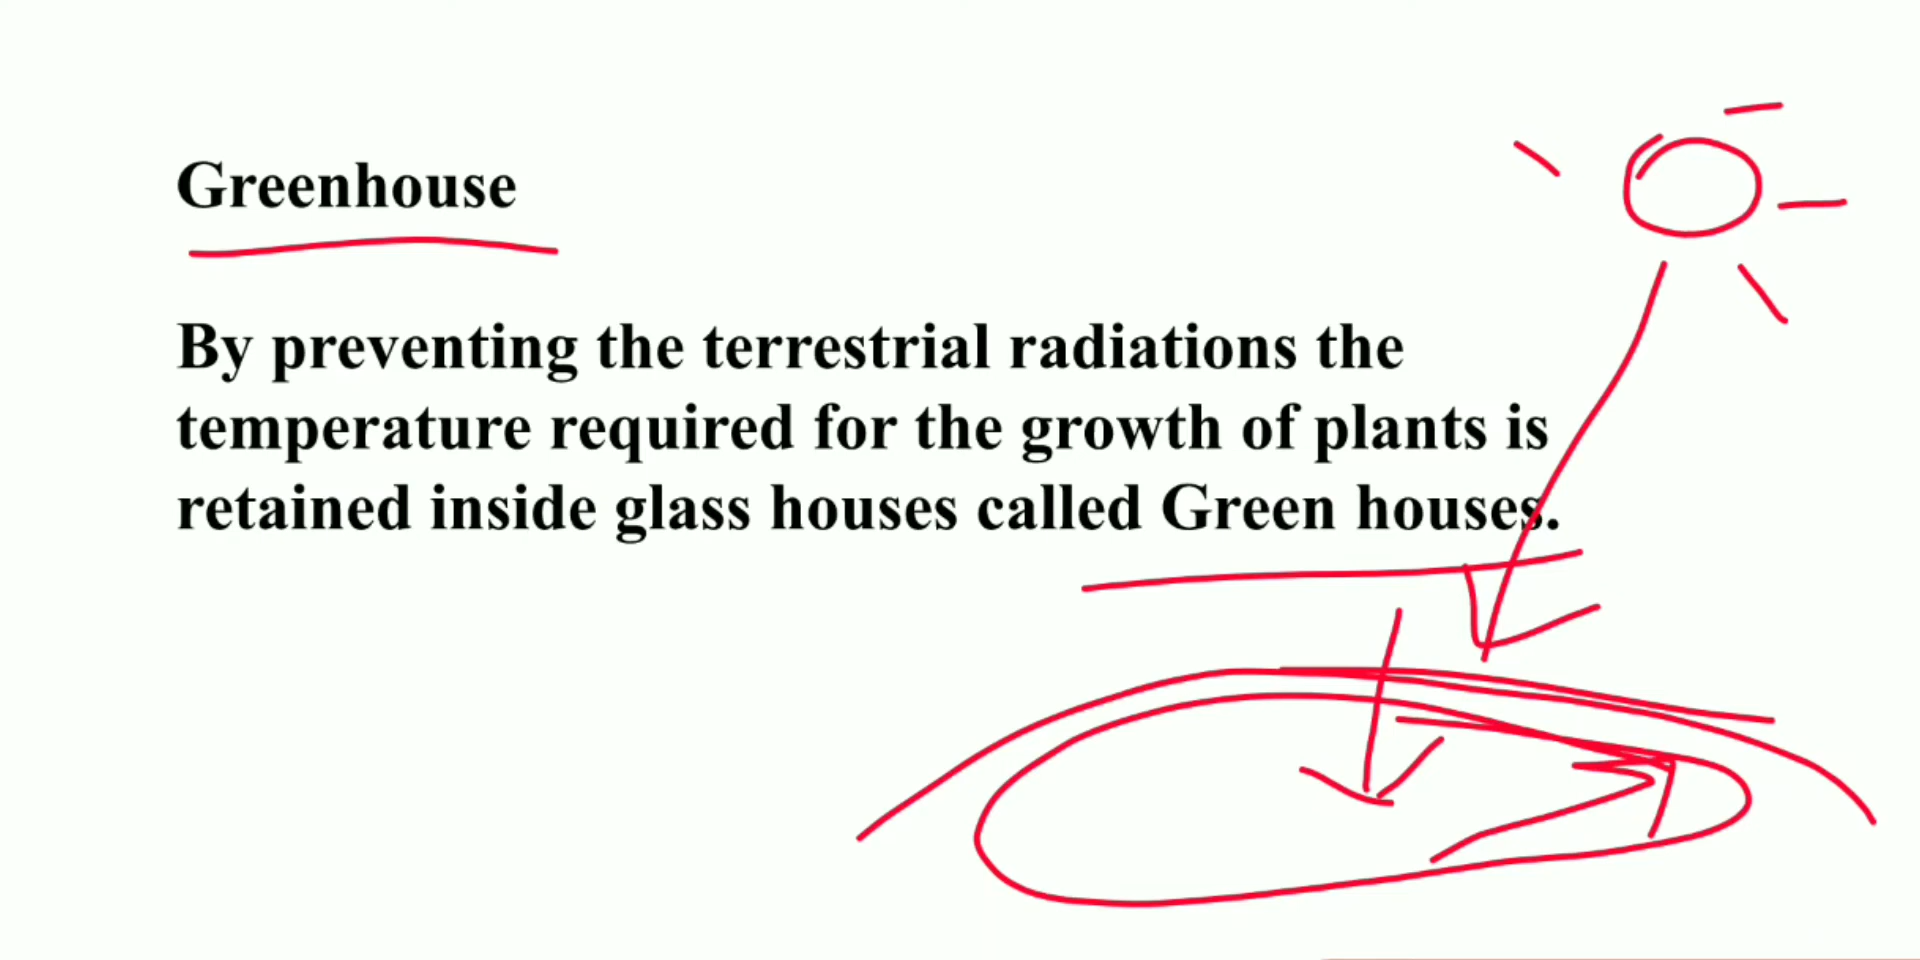 Greenhouse
By preventing the terrestrial radiations the
temperature required for the growth of plants is
retained inside glass houses called Green houses.